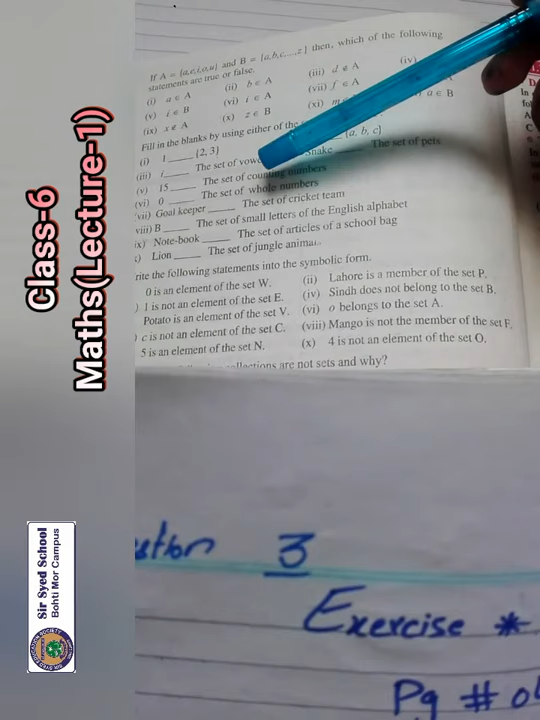 Class-6
Maths(Lecture-1)
Sir Syed School
Bohti Mor Campus
If A = {a,e,i,o,u} and B = {a,b,c,...,z} then, which of the following
statements are true or false.
(i) a ∈ A (ii) b ∈ A (iii) d ∉ A (iv)
(v) i ∈ B (vi) i ∈ A (vii) f ∈ A
(ix) x ∉ A (x) z ∈ B (xi) a ∈ B
Fill in the blanks by using either of the
(i) 1 ____ {2, 3} {a, b, c}
(iii) i ____ The set of Snake ____ The set of pets
(v) 15 ____ The set of counting numbers
(vi) 0 ____ The set of whole numbers
vii) Goal keeper ____ The set of cricket team
viii) B ____ The set of small letters of the English alphabet
x) Note-book ____ The set of articles of a school bag
) Lion ____ The set of jungle
rite the following statements into the symbolic form.
0 is an element of the set W. (ii) Lahore is a member of the set P.
) 1 is not an element of the set E. (iv) Sindh does not belong to the set B.
Potato is an element of the set V. (vi) o belongs to the set A.
) c is not an element of the set C. (viii) Mango is not the member of the set F.
5 is an element of the set N. (x) 4 is not an element of the set O.
are not sets and why?
stion 3
Exercise *
Pg #